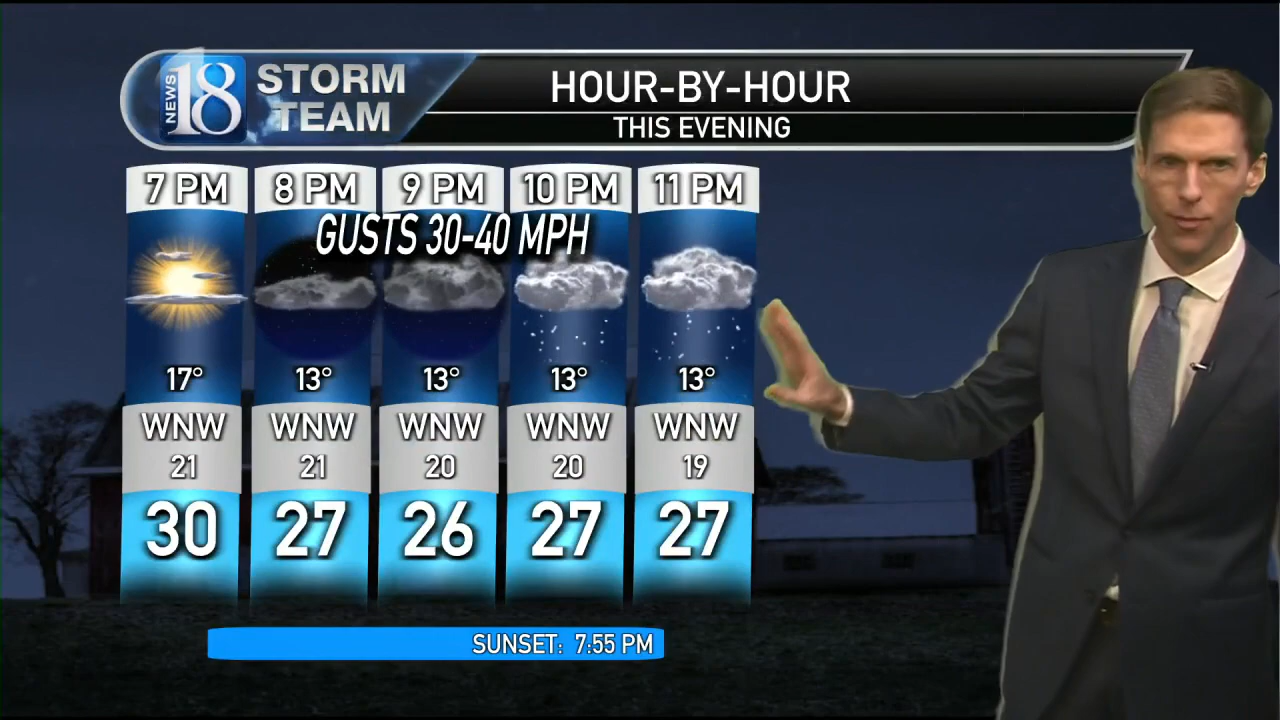 NEWS 18 STORM TEAM
HOUR-BY-HOUR
THIS EVENING
7 PM 8 PM 9 PM 10 PM 11 PM
GUSTS 30-40 MPH
17° 13° 13° 13° 13°
WNW WNW WNW WNW WNW
21 21 20 20 19
30 27 26 27 27
SUNSET: 7:55 PM